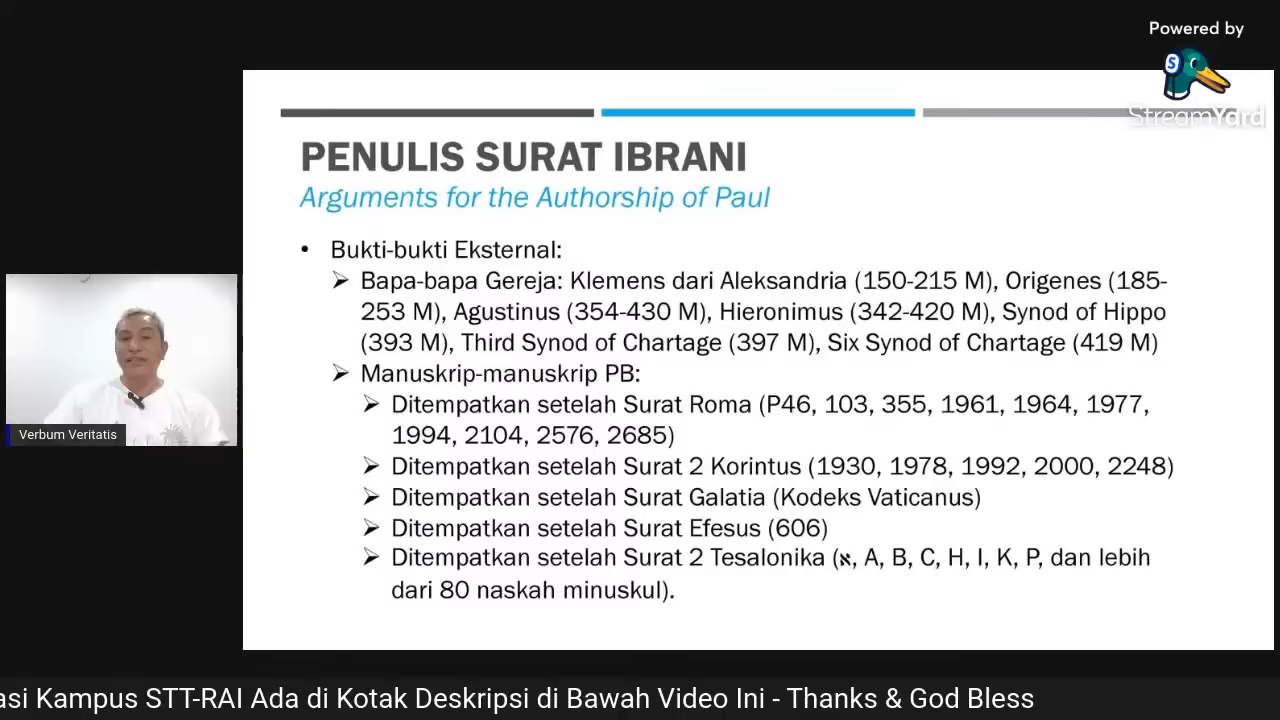 Powered by
StreamYard
PENULIS SURAT IBRANI
Arguments for the Authorship of Paul
• Bukti-bukti Eksternal:
➢ Bapa-bapa Gereja: Klemens dari Aleksandria (150-215 M), Origenes (185-
253 M), Agustinus (354-430 M), Hieronimus (342-420 M), Synod of Hippo
(393 M), Third Synod of Chartage (397 M), Six Synod of Chartage (419 M)
➢ Manuskrip-manuskrip PB:
➢ Ditempatkan setelah Surat Roma (P46, 103, 355, 1961, 1964, 1977,
1994, 2104, 2576, 2685)
➢ Ditempatkan setelah Surat 2 Korintus (1930, 1978, 1992, 2000, 2248)
➢ Ditempatkan setelah Surat Galatia (Kodeks Vaticanus)
➢ Ditempatkan setelah Surat Efesus (606)
➢ Ditempatkan setelah Surat 2 Tesalonika (א, A, B, C, H, I, K, P, dan lebih
dari 80 naskah minuskul).
Verbum Veritatis
asi Kampus STT-RAI Ada di Kotak Deskripsi di Bawah Video Ini - Thanks & God Bless